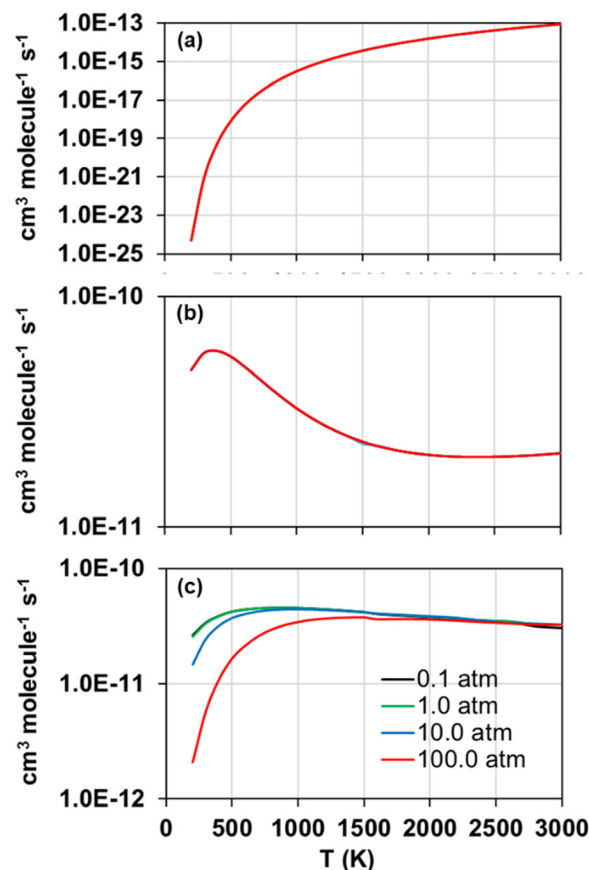 1.0E-13
(a)
1.0E-15
1.0E-17
1.0E-19
1.0E-21
1.0E-23
1.0E-25
cm³ molecule⁻¹ s⁻¹
1.0E-10
(b)
1.0E-11
cm³ molecule⁻¹ s⁻¹
1.0E-10
(c)
1.0E-11
1.0E-12
cm³ molecule⁻¹ s⁻¹
0.1 atm
1.0 atm
10.0 atm
100.0 atm
0 500 1000 1500 2000 2500 3000
T (K)